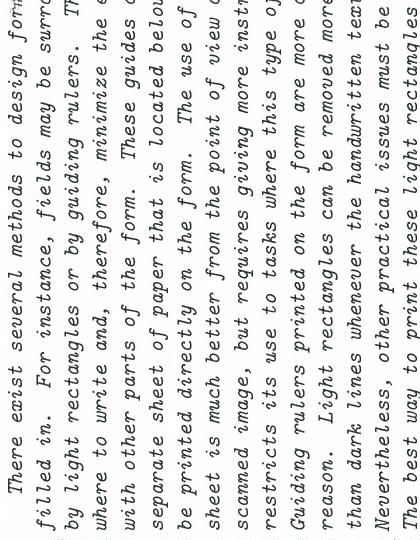 There exist several methods to design form
filled in. For instance, fields may be surro
by light rectangles or by guiding rulers. Th
where to write and, therefore, minimize the
with other parts of the form. These guides
separate sheet of paper that is located belo
be printed directly on the form. The use of
sheet is much better from the point of view
scanned image, but requires giving more instr
restricts its use to tasks where this type of
Guiding rulers printed on the form are more
reason. Light rectangles can be removed more
than dark lines whenever the handwritten tex
Nevertheless, other practical issues must be
The best way to print these light rectangles